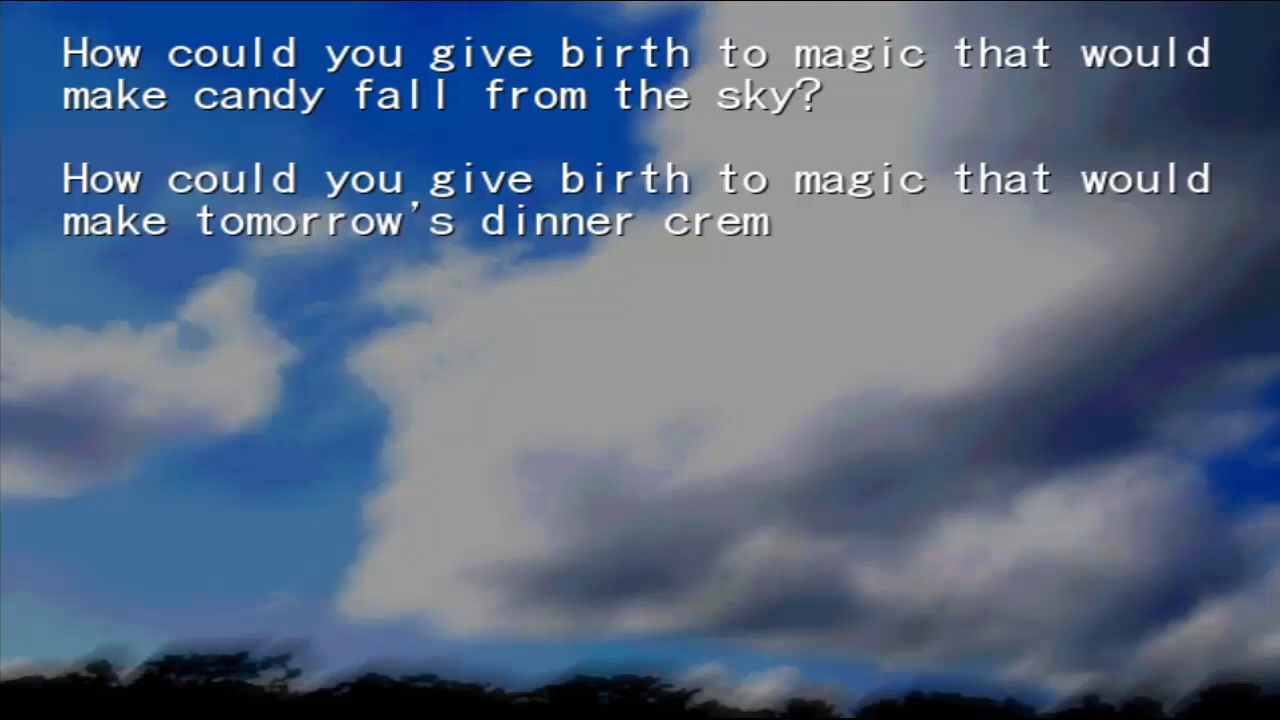 How could you give birth to magic that would
make candy fall from the sky?
How could you give birth to magic that would
make tomorrow's dinner crem